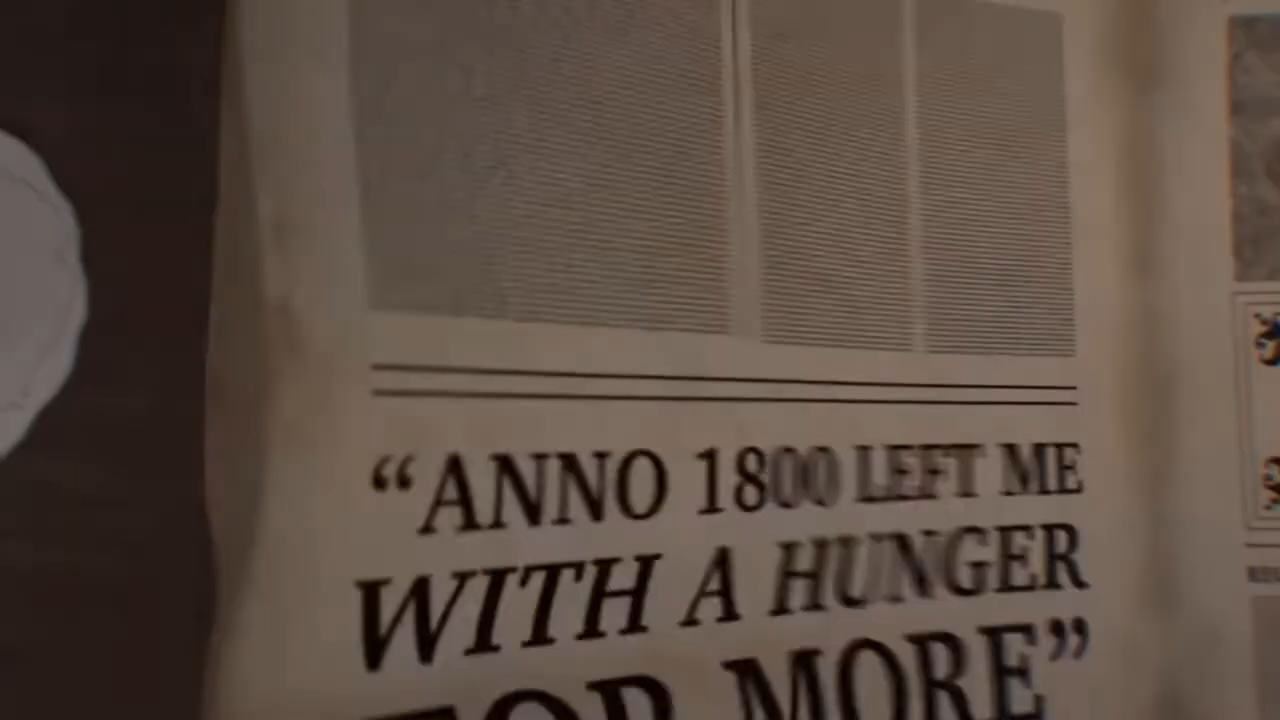 “ANNO 1800 LEFT ME
WITH A HUNGER
FOR MORE”